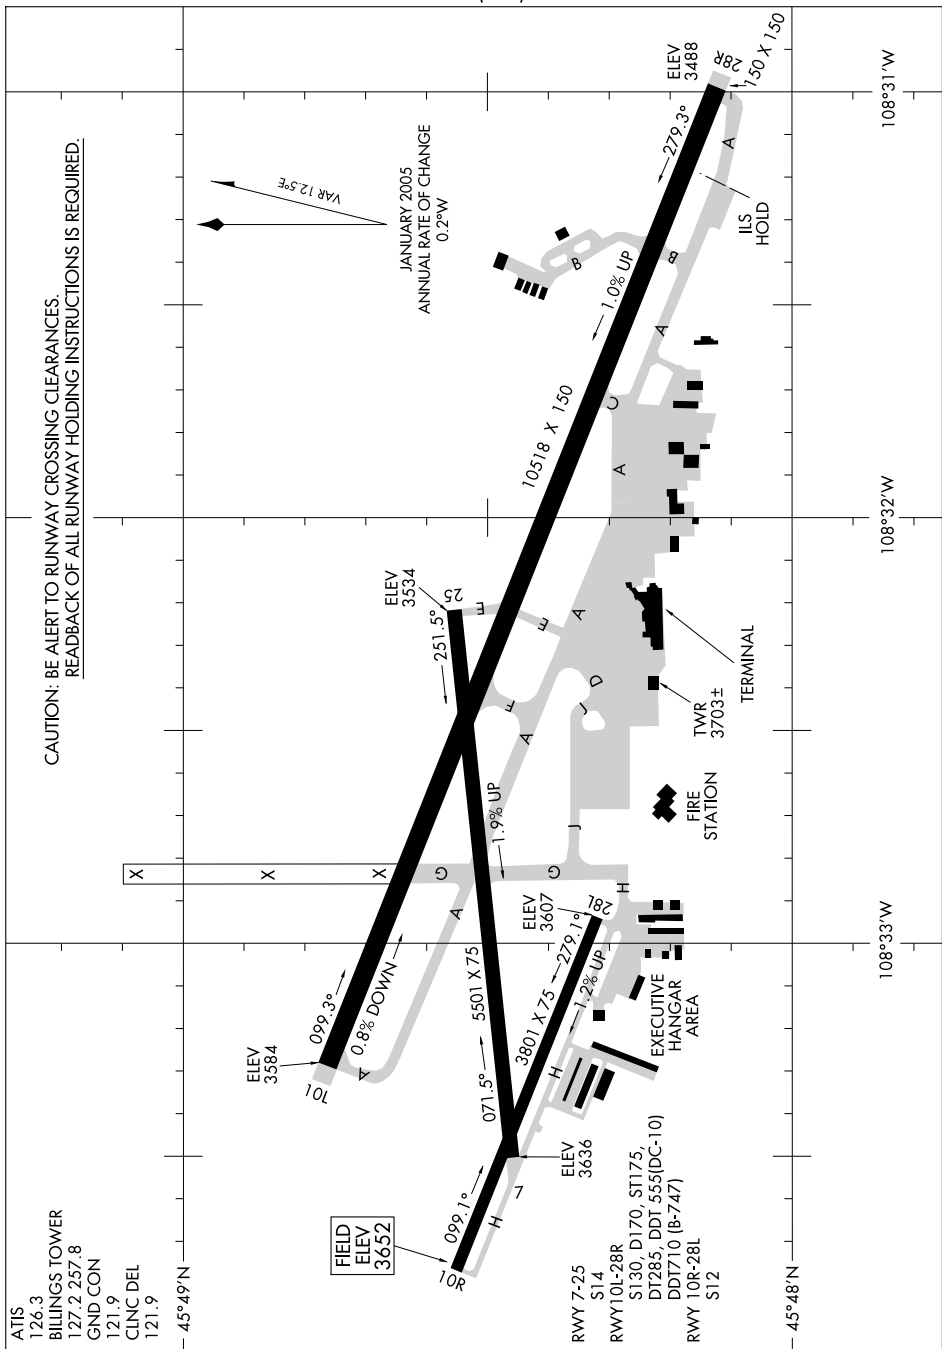 ATIS
126.3
BILLINGS TOWER
127.2 257.8
GND CON
121.9
CLNC DEL
121.9
CAUTION: BE ALERT TO RUNWAY CROSSING CLEARANCES.
READBACK OF ALL RUNWAY HOLDING INSTRUCTIONS IS REQUIRED.
VAR 12.5°E
JANUARY 2005
ANNUAL RATE OF CHANGE
0.2°W
45°49'N
45°48'N
108°31'W
108°32'W
108°33'W
ELEV
3488
28R
150 X 150
279.3°
A
ILS
HOLD
B
B
1.0% UP
A
C
10518 X 150
A
ELEV
3534
25
251.5°
E
E
A
D
J
F
A
TERMINAL
TWR
3703±
FIRE
STATION
X
X
X
G
G
1.9% UP
J
H
A
ELEV
3607
28L
279.1°
1.2% UP
3801 X 75
5501 X 75
071.5°
099.3°
0.8% DOWN
A
ELEV
3584
10L
EXECUTIVE
HANGAR
AREA
H
ELEV
3636
L
H
099.1°
10R
FIELD
ELEV
3652
RWY 7-25
S14
RWY10L-28R
S130, D170, ST175,
DT285, DDT 555(DC-10)
DDT710 (B-747)
RWY 10R-28L
S12